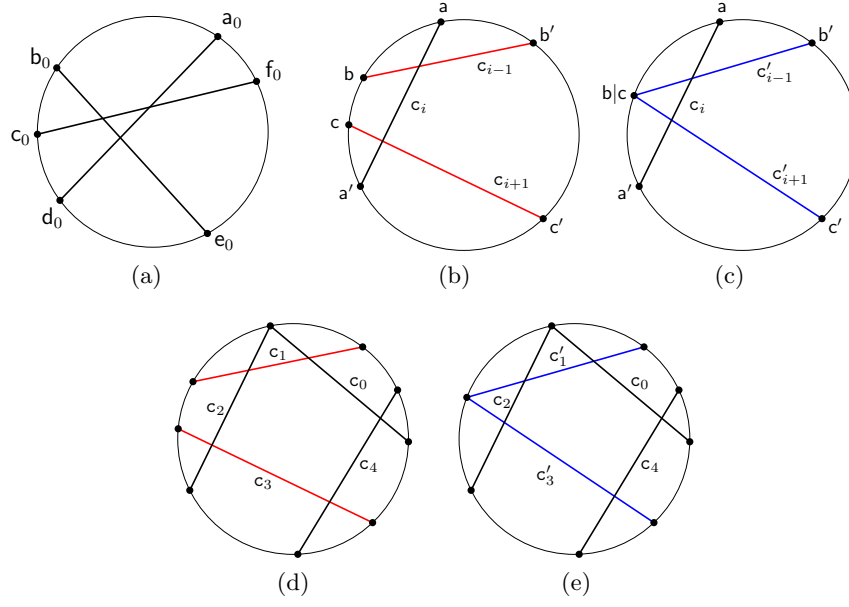 a₀
b₀
f₀
c₀
d₀
e₀
(a)
a
b′
b
cᵢ₋₁
cᵢ
c
cᵢ₊₁
a′
c′
(b)
a
b′
c′ᵢ₋₁
b|c
cᵢ
c′ᵢ₊₁
a′
c′
(c)
c₁
c₀
c₂
c₄
c₃
(d)
c′₁
c₀
c₂
c₄
c′₃
(e)